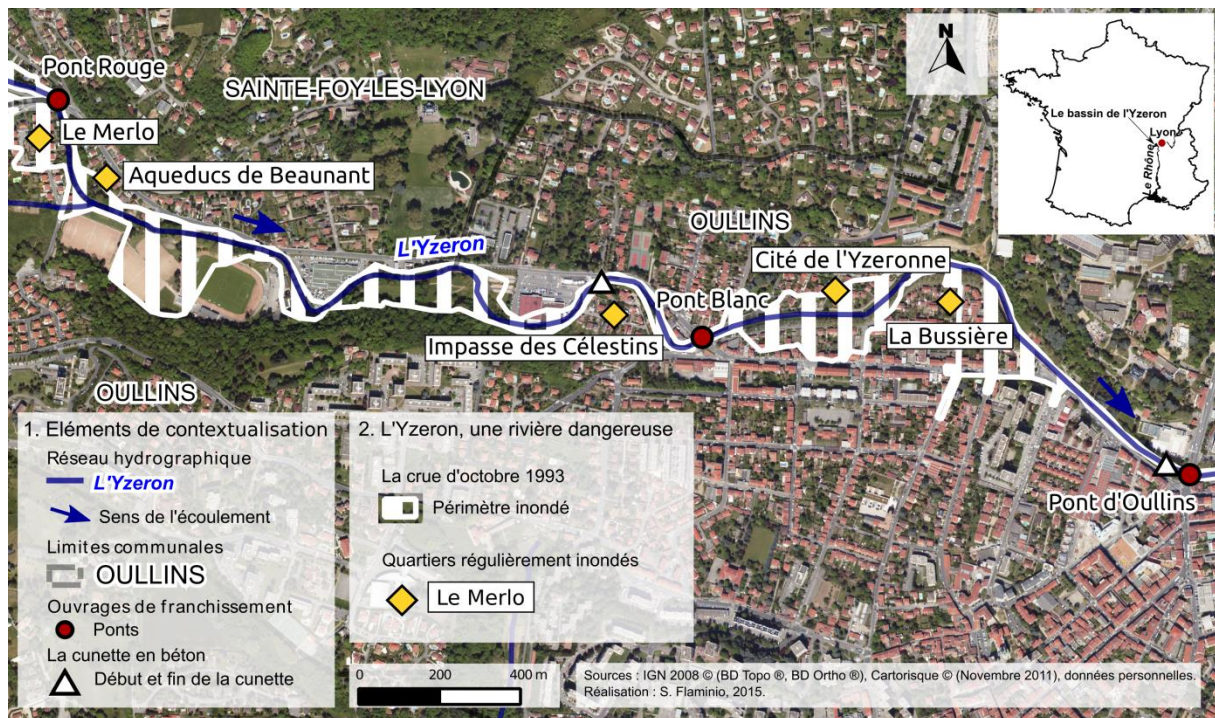 Pont Rouge
SAINTE-FOY-LES-LYON
Le Merlo
Aqueducs de Beaunant
L'Yzeron
OULLINS
Cité de l'Yzeronne
Pont Blanc
Impasse des Célestins
La Bussière
Pont d'Oullins
OULLINS
N
Le bassin de l'Yzeron
Lyon
Le Rhône
1. Eléments de contextualisation
Réseau hydrographique
L'Yzeron
Sens de l'écoulement
Limites communales
OULLINS
Ouvrages de franchissement
Ponts
La cunette en béton
Début et fin de la cunette
2. L'Yzeron, une rivière dangereuse
La crue d'octobre 1993
Périmètre inondé
Quartiers régulièrement inondés
Le Merlo
0 200 400 m
Sources : IGN 2008 © (BD Topo ®, BD Ortho ®), Cartorisque © (Novembre 2011), données personnelles.
Réalisation : S. Flaminio, 2015.